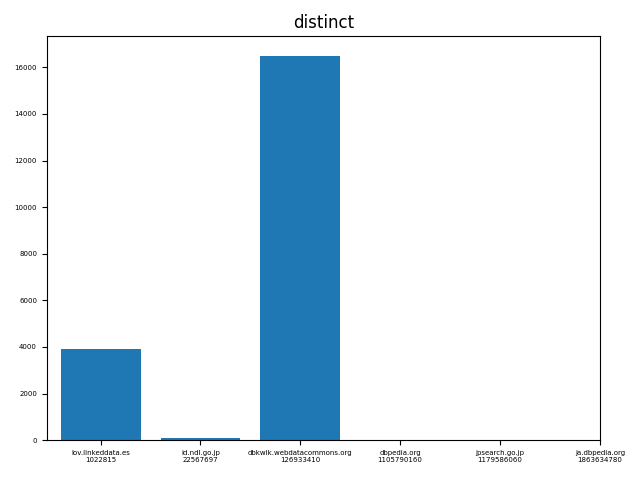 distinct
16000
14000
12000
10000
8000
6000
4000
2000
0
lov.linkeddata.es
1022815
id.ndl.go.jp
22567697
dbkwik.webdatacommons.org
126933410
dbpedia.org
1105790160
jpsearch.go.jp
1179586060
ja.dbpedia.org
1863634780